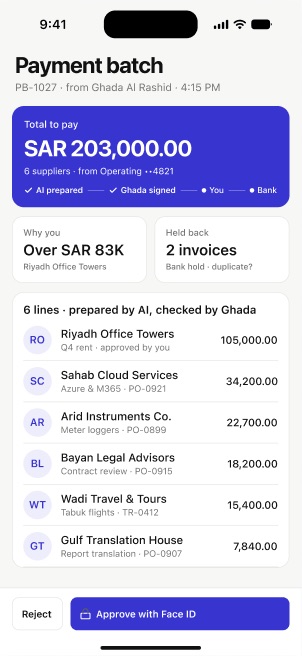 9:41
Payment batch
PB-1027 · from Ghada Al Rashid · 4:15 PM
Total to pay
SAR 203,000.00
6 suppliers · from Operating ··4821
AI prepared
Ghada signed
You
Bank
Why you
Over SAR 83K
Riyadh Office Towers
Held back
2 invoices
Bank hold · duplicate?
6 lines · prepared by AI, checked by Ghada
RO Riyadh Office Towers 105,000.00
Q4 rent · approved by you
SC Sahab Cloud Services 34,200.00
Azure & M365 · PO-0921
AR Arid Instruments Co. 22,700.00
Meter loggers · PO-0899
BL Bayan Legal Advisors 18,200.00
Contract review · PO-0915
WT Wadi Travel & Tours 15,400.00
Tabuk flights · TR-0412
GT Gulf Translation House 7,840.00
Report translation · PO-0907
Reject
Approve with Face ID